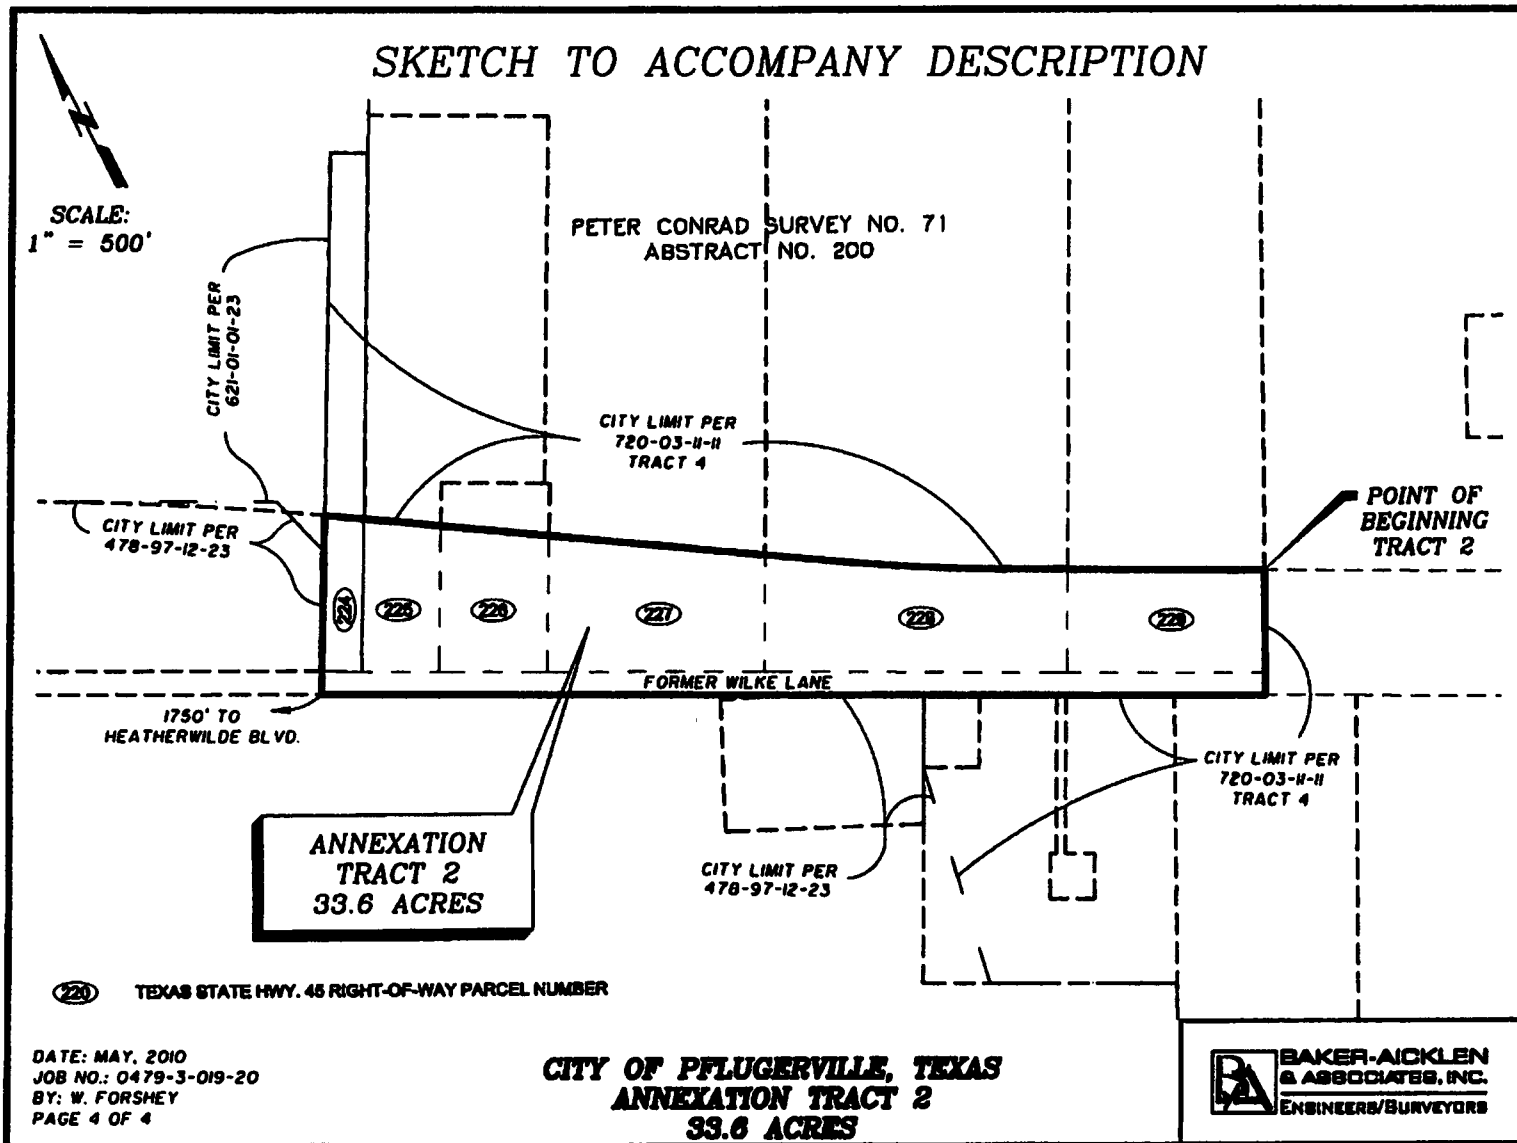 SKETCH TO ACCOMPANY DESCRIPTION
SCALE:
1" = 500'
PETER CONRAD SURVEY NO. 71
ABSTRACT NO. 200
CITY LIMIT PER
621-01-01-23
CITY LIMIT PER
720-03-11-11
TRACT 4
CITY LIMIT PER
478-97-12-23
POINT OF
BEGINNING
TRACT 2
224
225
226
227
228
229
FORMER WILKE LANE
1750' TO
HEATHERWILDE BLVD.
CITY LIMIT PER
720-03-11-11
TRACT 4
ANNEXATION
TRACT 2
33.6 ACRES
CITY LIMIT PER
478-97-12-23
220 TEXAS STATE HWY. 45 RIGHT-OF-WAY PARCEL NUMBER
DATE: MAY, 2010
JOB NO.: 0479-3-019-20
BY: W. FORSHEY
PAGE 4 OF 4
CITY OF PFLUGERVILLE, TEXAS
ANNEXATION TRACT 2
33.6 ACRES
BAKER-AICKLEN
& ASSOCIATES, INC.
ENGINEERS/SURVEYORS